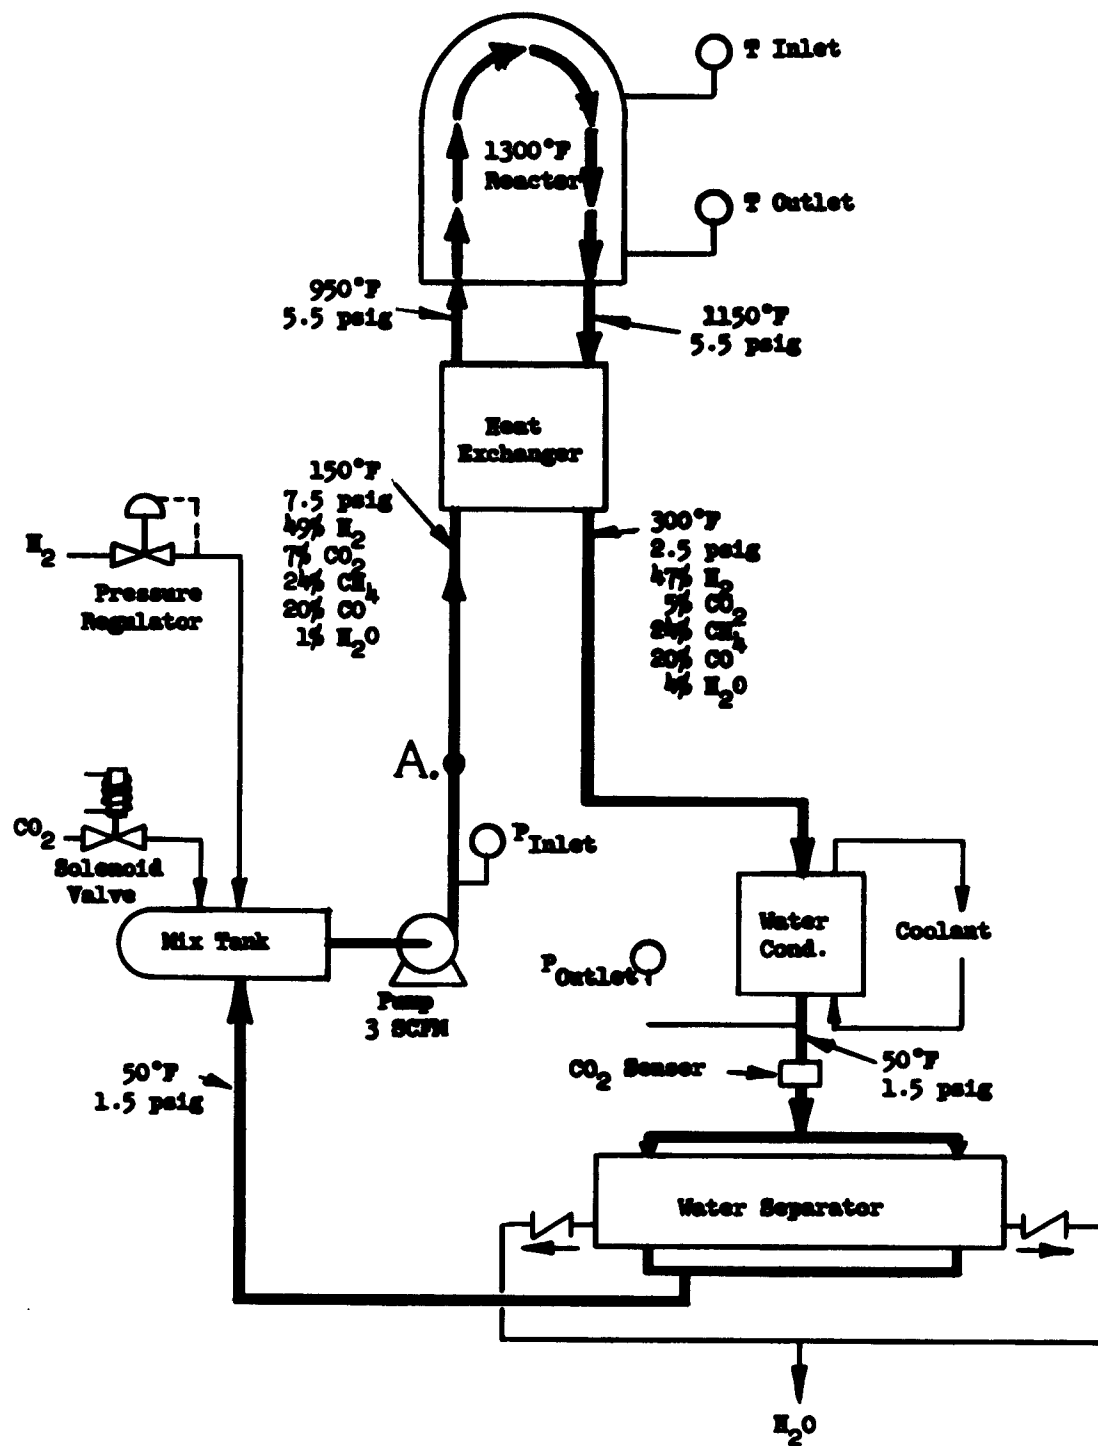 T Inlet
1300°F
Reactor
T Outlet
950°F
5.5 psig
1150°F
5.5 psig
Heat
Exchanger
150°F
7.5 psig
49% H2
7% CO2
24% CH4
20% CO
1% H2O
300°F
2.5 psig
47% H2
5% CO2
24% CH4
20% CO
4% H2O
H2
Pressure
Regulator
A.
CO2
Solenoid
Valve
PInlet
Mix Tank
Water
Cond.
Coolant
POutlet
Pump
3 SCFM
50°F
1.5 psig
CO2 Senser
50°F
1.5 psig
Water Separator
H2O